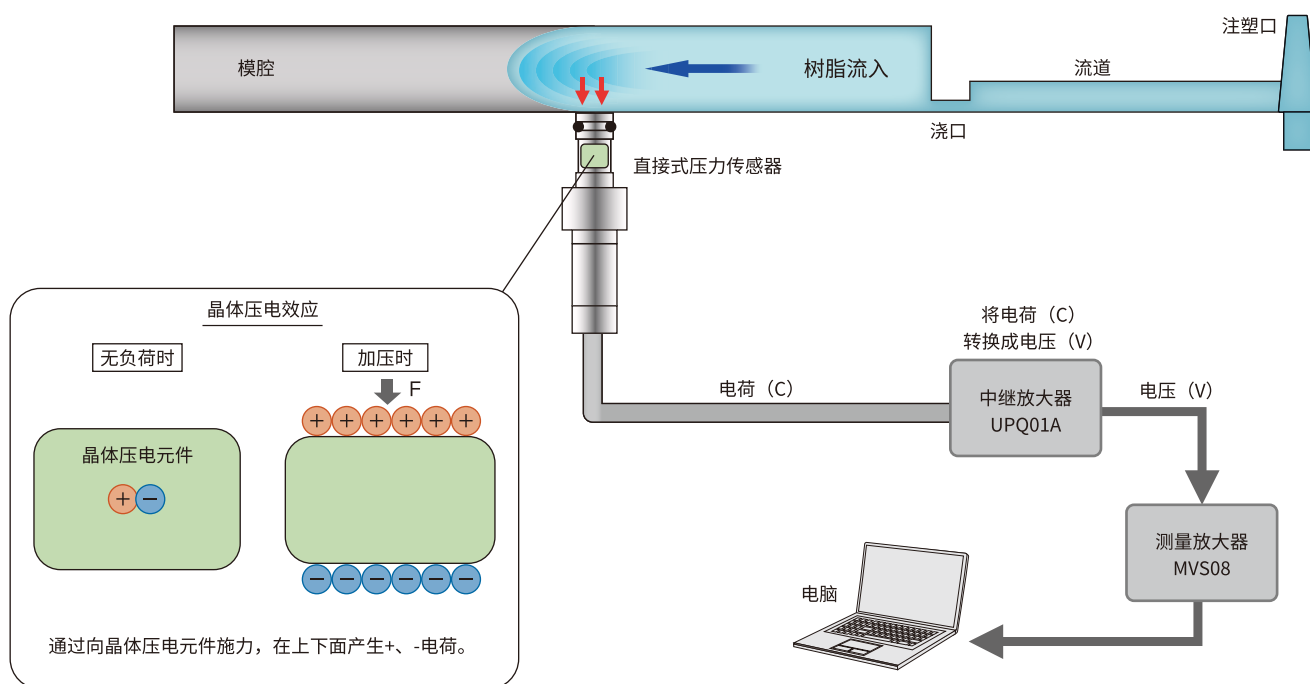 注塑口
模腔
树脂流入
流道
浇口
直接式压力传感器
晶体压电效应
无负荷时
加压时
F
晶体压电元件
+ −
+ + + + + +
− − − − − −
通过向晶体压电元件施力，在上下面产生+、-电荷。
电荷（C）
将电荷（C）
转换成电压（V）
中继放大器
UPQ01A
电压（V）
测量放大器
MVS08
电脑